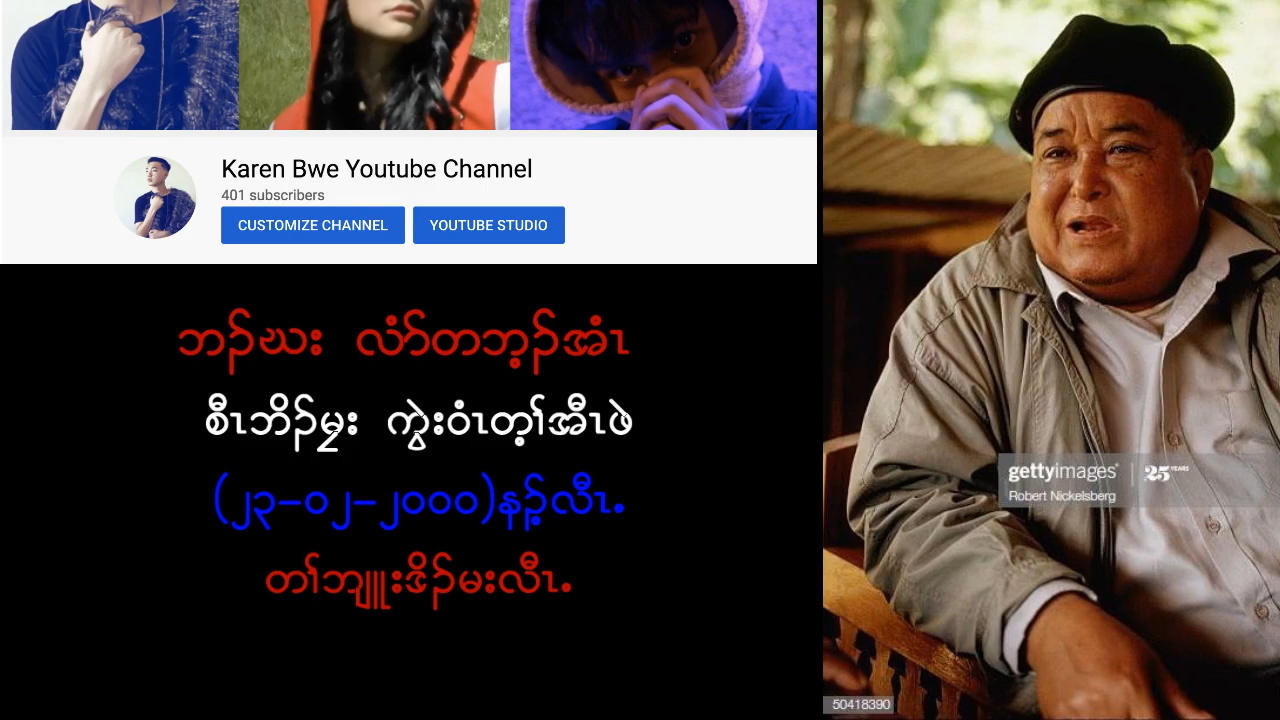 Karen Bwe Youtube Channel
401 subscribers
CUSTOMIZE CHANNEL YOUTUBE STUDIO
ဘၣ်ဃး လံာ်တဘ့ၣ်အံၤ
စီၤဘိၣ်မྭး ကွဲးဝံၤတ့ၢ်အီၤဖဲ
(၂၃-၀၂-၂၀၀၀)နၣ့်လီၤ.
တၢ်ဘျူးဒိၣ်မးလီၤ.
gettyimages® 25 YEARS
Robert Nickelsberg
50418390